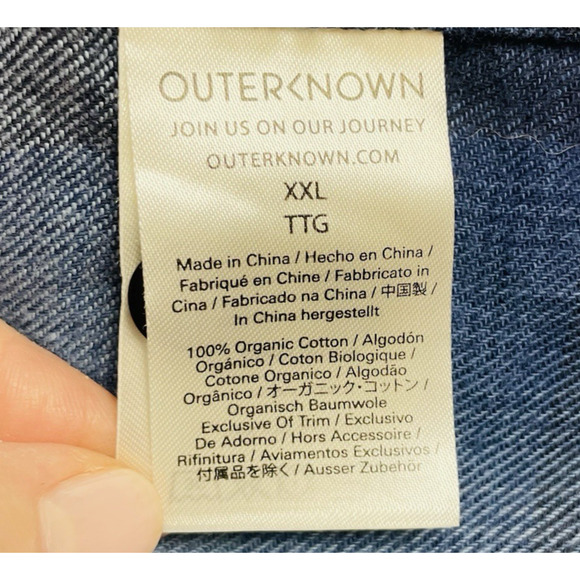 OUTERKNOWN
JOIN US ON OUR JOURNEY
OUTERKNOWN.COM
XXL
TTG
Made in China / Hecho en China /
Fabriqué en Chine / Fabbricato in
Cina / Fabricado na China / 中国製 /
In China hergestellt
100% Organic Cotton / Algodón
Orgánico / Coton Biologique /
Cotone Organico / Algodão
Orgânico / オーガニック・コットン /
Organisch Baumwole
Exclusive Of Trim / Exclusivo
De Adorno / Hors Accessoire /
Rifinitura / Aviamentos Exclusivos /
付属品を除く / Ausser Zubehör